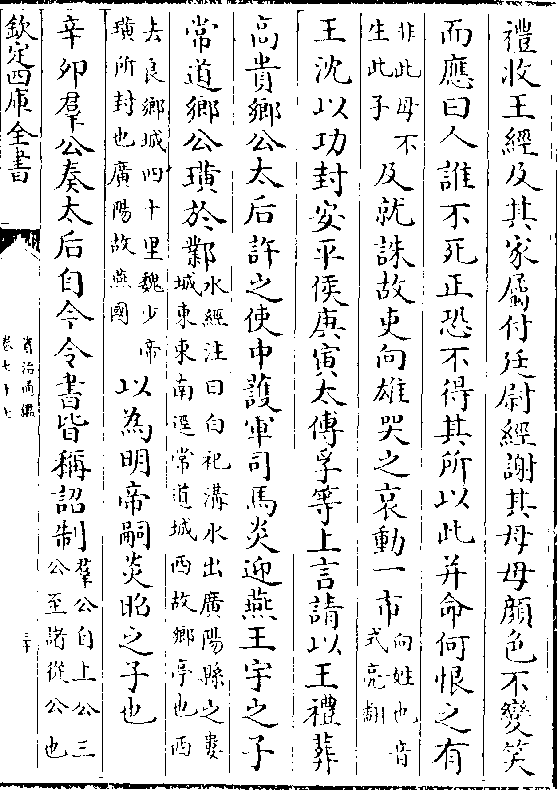 禮收王經及其家屬付廷尉經謝其母母顔色不變笑
而應曰人誰不死正恐不得其所以此并命何恨之有
非此母不
生此子
及就誅故吏向雄哭之哀動一市
向姓也音
式亮翻
王沈以功封安平侯庚寅太傅孚等上言請以王禮葬
高貴鄉公太后許之使中護軍司馬炎迎燕王宇之子
常道鄉公璜於鄴
水經注曰白祀溝水出廣陽縣之婁
城東東南逕常道城西故鄉亭也西
去良鄉城四十里魏少帝
璜所封也廣陽故燕國
以為明帝嗣炎昭之子也
辛卯羣公奏太后自今令書皆稱詔制
羣公自上公三
公至諸從公也
欽定四庫全書
資治通鑑
卷七十七